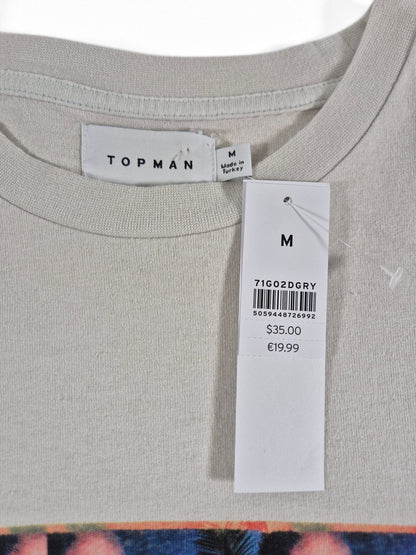 TOPMAN
M
Made in
Turkey
M
71G02DGRY
5059448726992
$35.00
€19.99